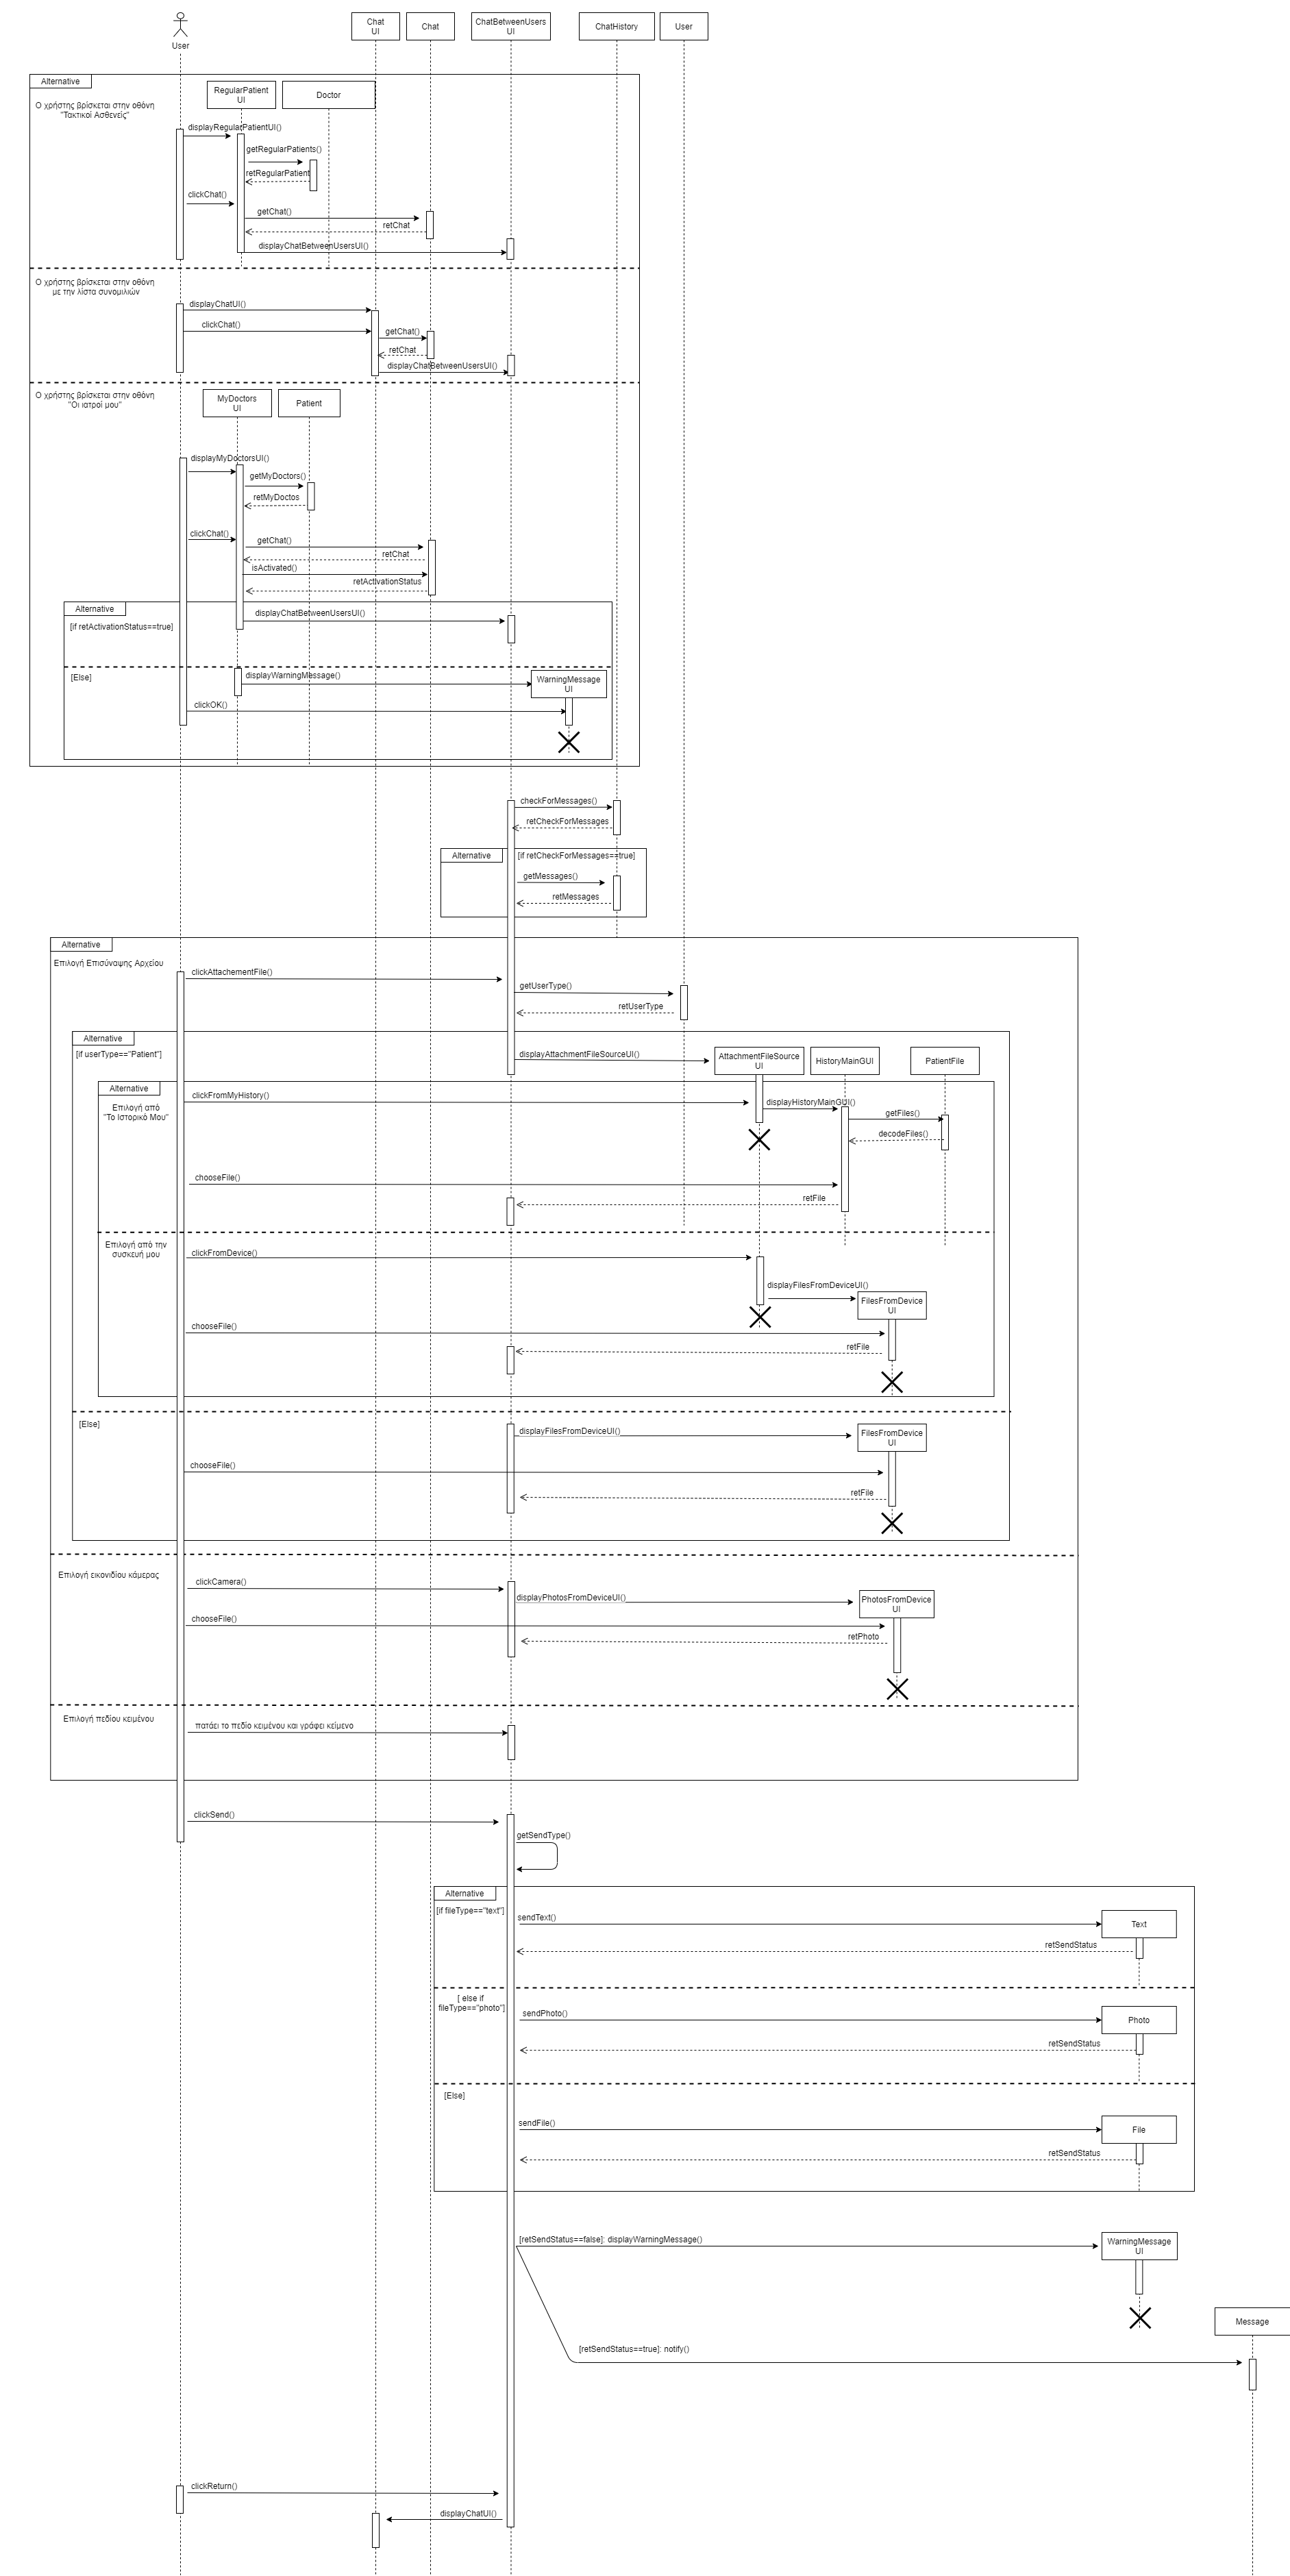 User
Chat
UI
Chat
ChatBetweenUsers
UI
ChatHistory
User
Alternative
Ο χρήστης βρίσκεται στην οθόνη
"Τακτικοί Ασθενείς"
RegularPatient
UI
Doctor
displayRegularPatientUI()
getRegularPatients()
retRegularPatient
clickChat()
getChat()
retChat
displayChatBetweenUsersUI()
Ο χρήστης βρίσκεται στην οθόνη
με την λίστα συνομιλιών
displayChatUI()
clickChat()
getChat()
retChat
displayChatBetweenUsersUI()
Ο χρήστης βρίσκεται στην οθόνη
"Οι ιατροί μου"
MyDoctors
UI
Patient
displayMyDoctorsUI()
getMyDoctors()
retMyDoctos
clickChat()
getChat()
retChat
isActivated()
retActivationStatus
Alternative
[if retActivationStatus==true]
displayChatBetweenUsersUI()
[Else]
displayWarningMessage()
WarningMessage
UI
clickOK()
checkForMessages()
retCheckForMessages
Alternative
[if retCheckForMessages==true]
getMessages()
retMessages
Alternative
Επιλογή Επισύναψης Αρχείου
clickAttachementFile()
getUserType()
retUserType
Alternative
[if userType=="Patient"]
displayAttachmentFileSourceUI()
AttachmentFileSource
UI
HistoryMainGUI
PatientFile
Alternative
Επιλογή από
"Το Ιστορικό Μου"
clickFromMyHistory()
displayHistoryMainGUI()
getFiles()
decodeFiles()
chooseFile()
retFile
Επιλογή από την
συσκευή μου
clickFromDevice()
displayFilesFromDeviceUI()
FilesFromDevice
UI
chooseFile()
retFile
[Else]
displayFilesFromDeviceUI()
FilesFromDevice
UI
chooseFile()
retFile
Επιλογή εικονιδίου κάμερας
clickCamera()
displayPhotosFromDeviceUI()
PhotosFromDevice
UI
chooseFile()
retPhoto
Επιλογή πεδίου κειμένου
πατάει το πεδίο κειμένου και γράφει κείμενο
clickSend()
getSendType()
Alternative
[if fileType=="text"]
sendText()
Text
retSendStatus
[ else if
fileType=="photo"]
sendPhoto()
Photo
retSendStatus
[Else]
sendFile()
File
retSendStatus
[retSendStatus==false]: displayWarningMessage()
WarningMessage
UI
Message
[retSendStatus==true]: notify()
clickReturn()
displayChatUI()